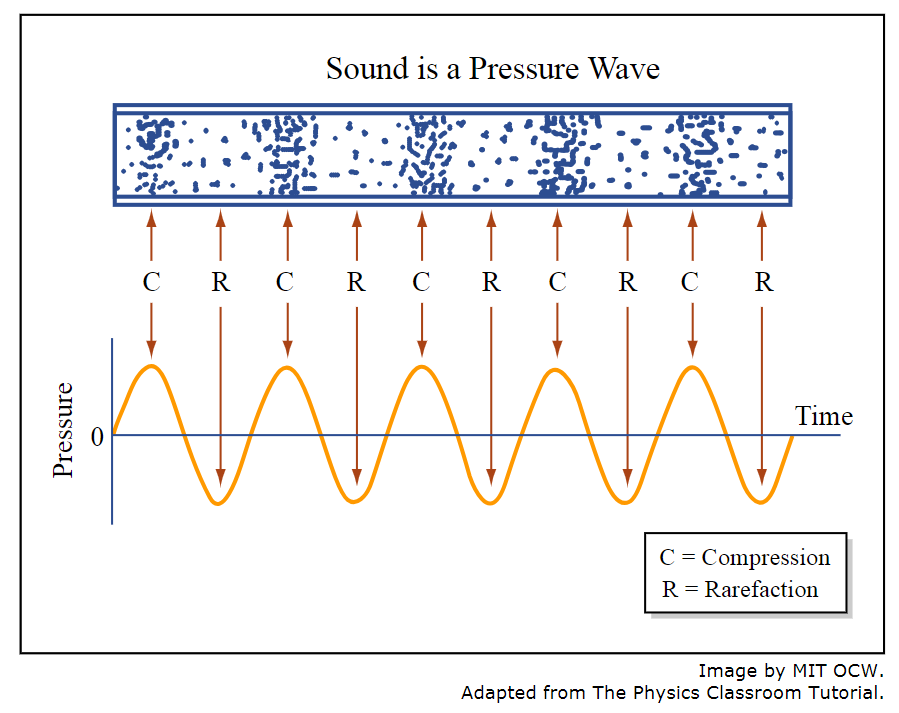 Sound is a Pressure Wave
C R C R C R C R C R
Pressure
0
Time
C = Compression
R = Rarefaction
Image by MIT OCW.
Adapted from The Physics Classroom Tutorial.